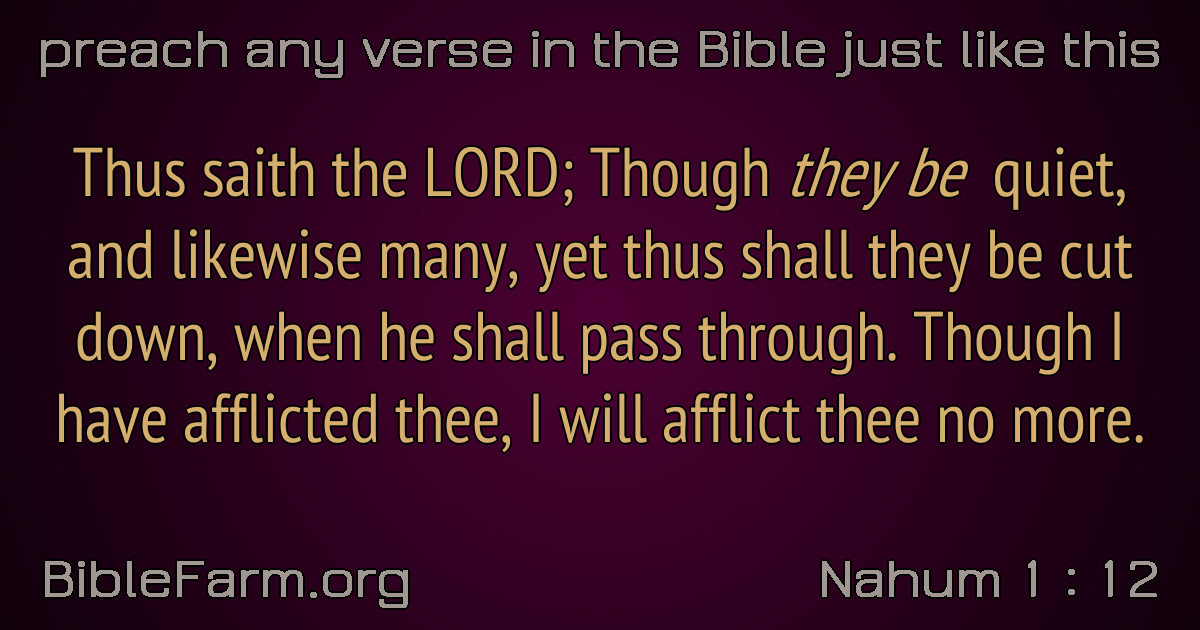 preach any verse in the Bible just like this
Thus saith the LORD; Though they be quiet,
and likewise many, yet thus shall they be cut
down, when he shall pass through. Though I
have afflicted thee, I will afflict thee no more.
BibleFarm.org
Nahum 1 : 12